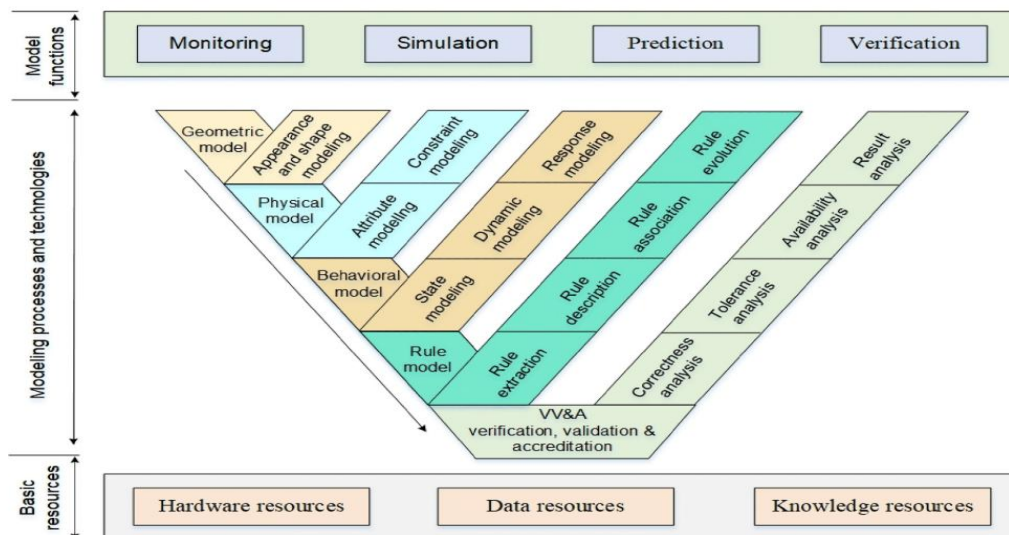 Model
functions
Monitoring
Simulation
Prediction
Verification
Modeling processes and technologies
Geometric
model
Appearance
and shape
modeling
Physical
model
Attribute
modeling
Constraint
modeling
Behavioral
model
State
modeling
Dynamic
modeling
Response
modeling
Rule
model
Rule
extraction
Rule
description
Rule
association
Rule
evolution
VV&A
verification, validation &
accreditation
Correctness
analysis
Tolerance
analysis
Availability
analysis
Result
analysis
Basic
resources
Hardware resources
Data resources
Knowledge resources